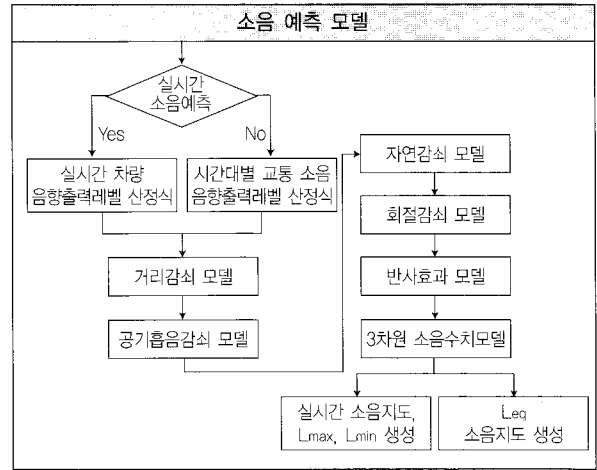 소음 예측 모델
실시간
소음예측
Yes
No
실시간 차량
음향출력레벨 산정식
시간대별 교통 소음
음향출력레벨 산정식
거리감쇠 모델
공기흡음감쇠 모델
자연감쇠 모델
회절감쇠 모델
반사효과 모델
3차원 소음수치모델
실시간 소음지도,
Lmax, Lmin 생성
Leq
소음지도 생성